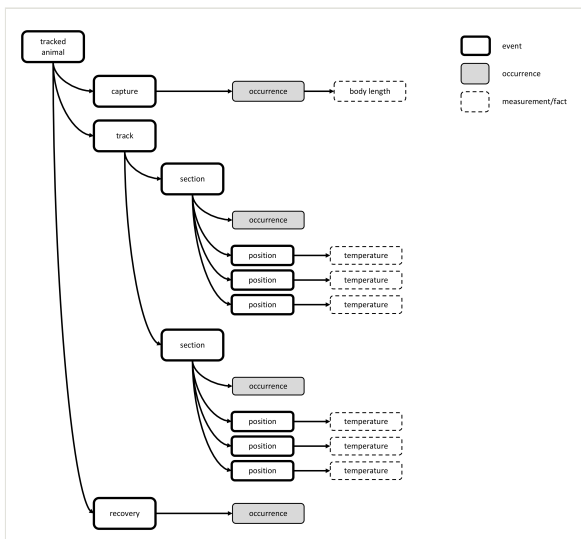 tracked
animal
event
occurrence
measurement/fact
capture
occurrence
body length
track
section
occurrence
position
temperature
position
temperature
position
temperature
section
occurrence
position
temperature
position
temperature
position
temperature
recovery
occurrence